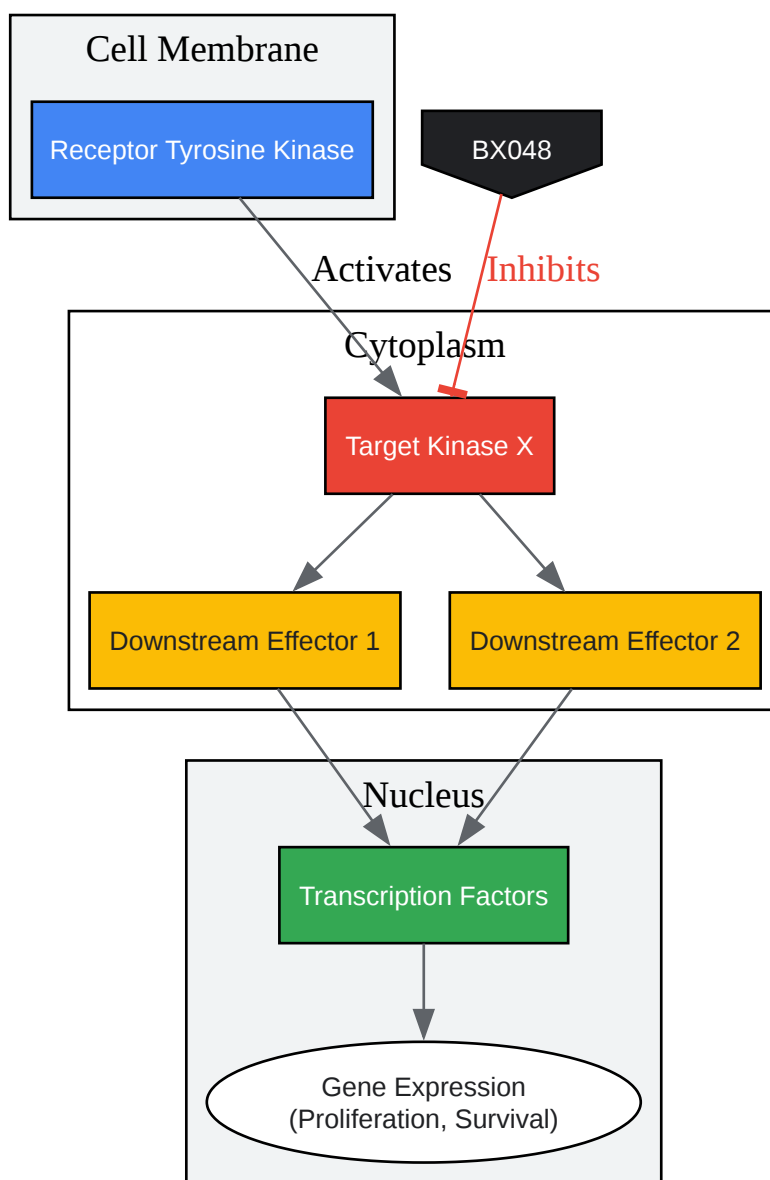 Cell Membrane
Receptor Tyrosine Kinase
BX048
Activates
Inhibits
Cytoplasm
Target Kinase X
Downstream Effector 1
Downstream Effector 2
Nucleus
Transcription Factors
Gene Expression
(Proliferation, Survival)